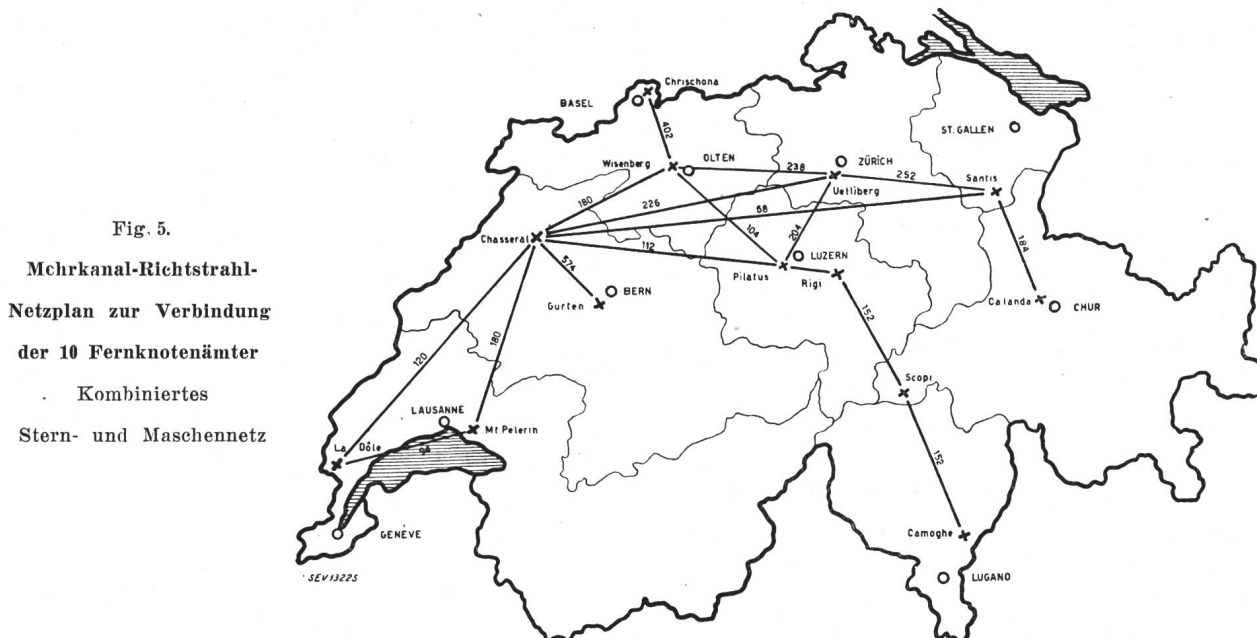 Fig. 5.
Mehrkanal-Richtstrahl-
Netzplan zur Verbindung
der 10 Fernknotenämter
Kombiniertes
Stern- und Maschennetz
Chrischona
BASEL
402
ST. GALLEN
Wisenberg
OLTEN
238
ZÜRICH
252
Santis
Uetliberg
180
226
68
Chasseral
112
104
204
184
LUZERN
Pilatus
Rigi
574
BERN
Gurten
Calanda
CHUR
152
120
180
Scopi
LAUSANNE
Mt. Pelerin
La Dôle
94
152
GENÈVE
Camoghe
LUGANO
SEV13225